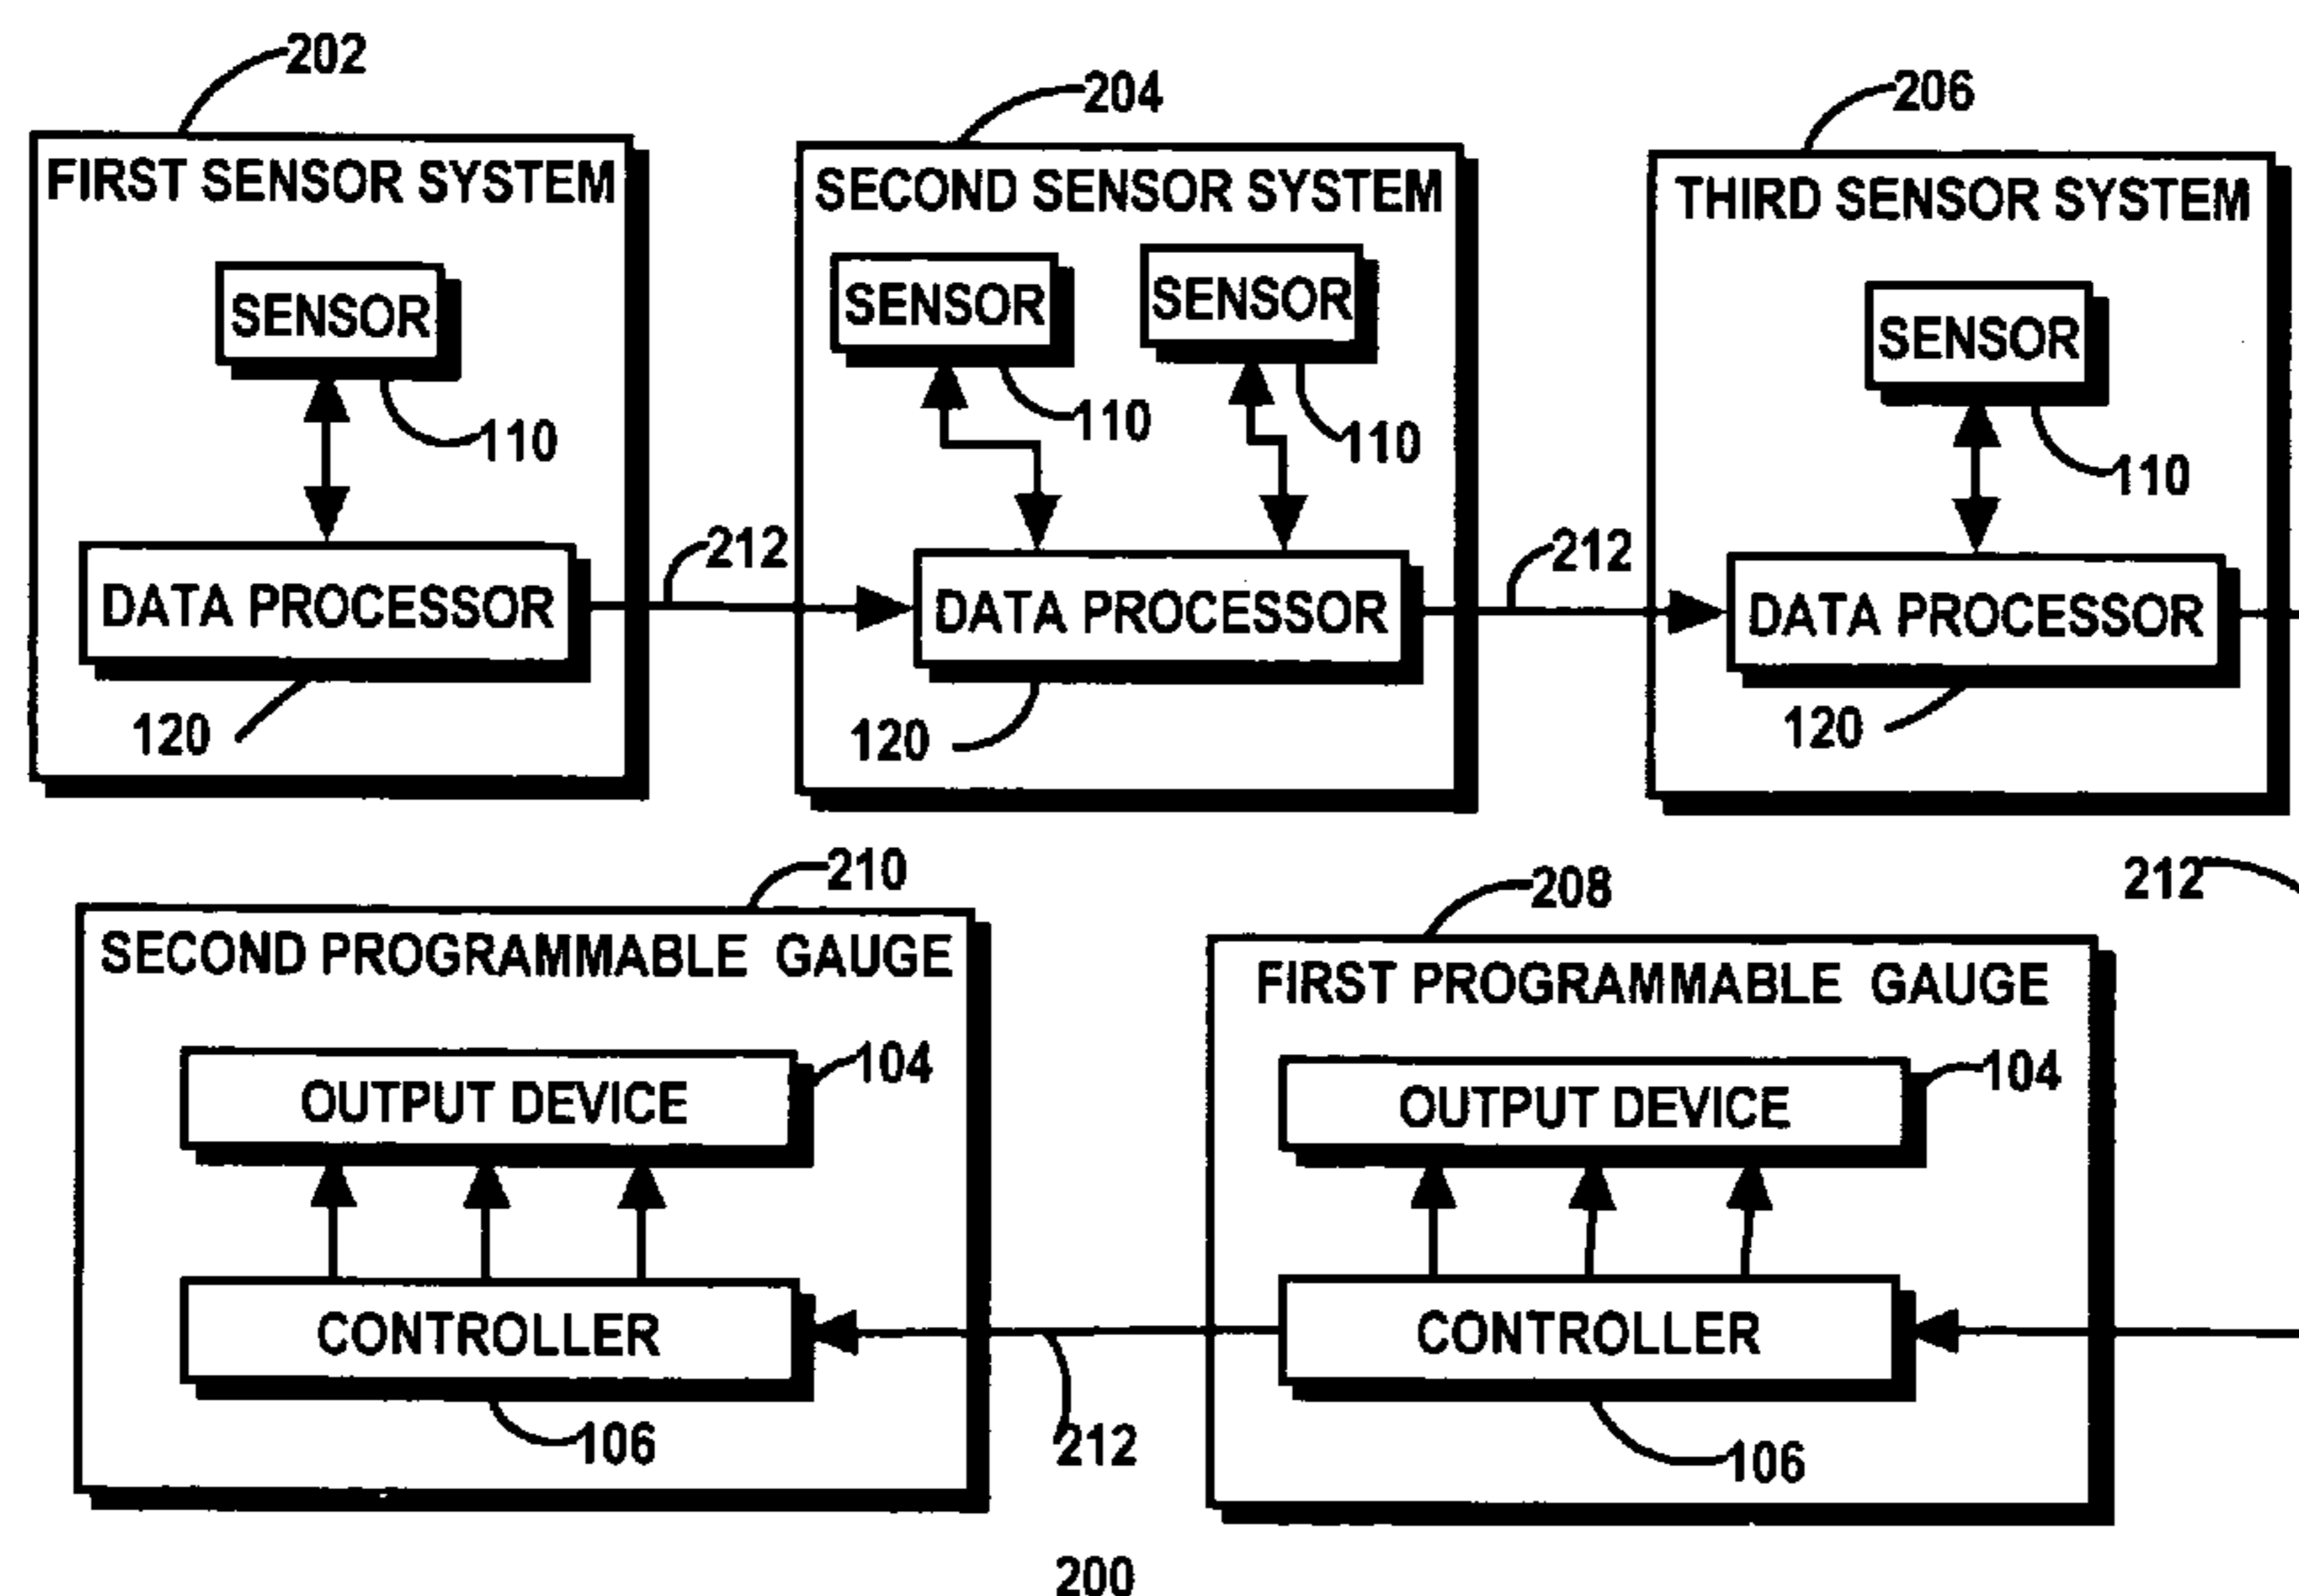 202
204
206
FIRST SENSOR SYSTEM
SECOND SENSOR SYSTEM
THIRD SENSOR SYSTEM
SENSOR
SENSOR
SENSOR
SENSOR
110
110
110
110
212
212
DATA PROCESSOR
DATA PROCESSOR
DATA PROCESSOR
120
120
120
210
208
212
SECOND PROGRAMMABLE GAUGE
FIRST PROGRAMMABLE GAUGE
104
104
OUTPUT DEVICE
OUTPUT DEVICE
CONTROLLER
CONTROLLER
106
212
106
200